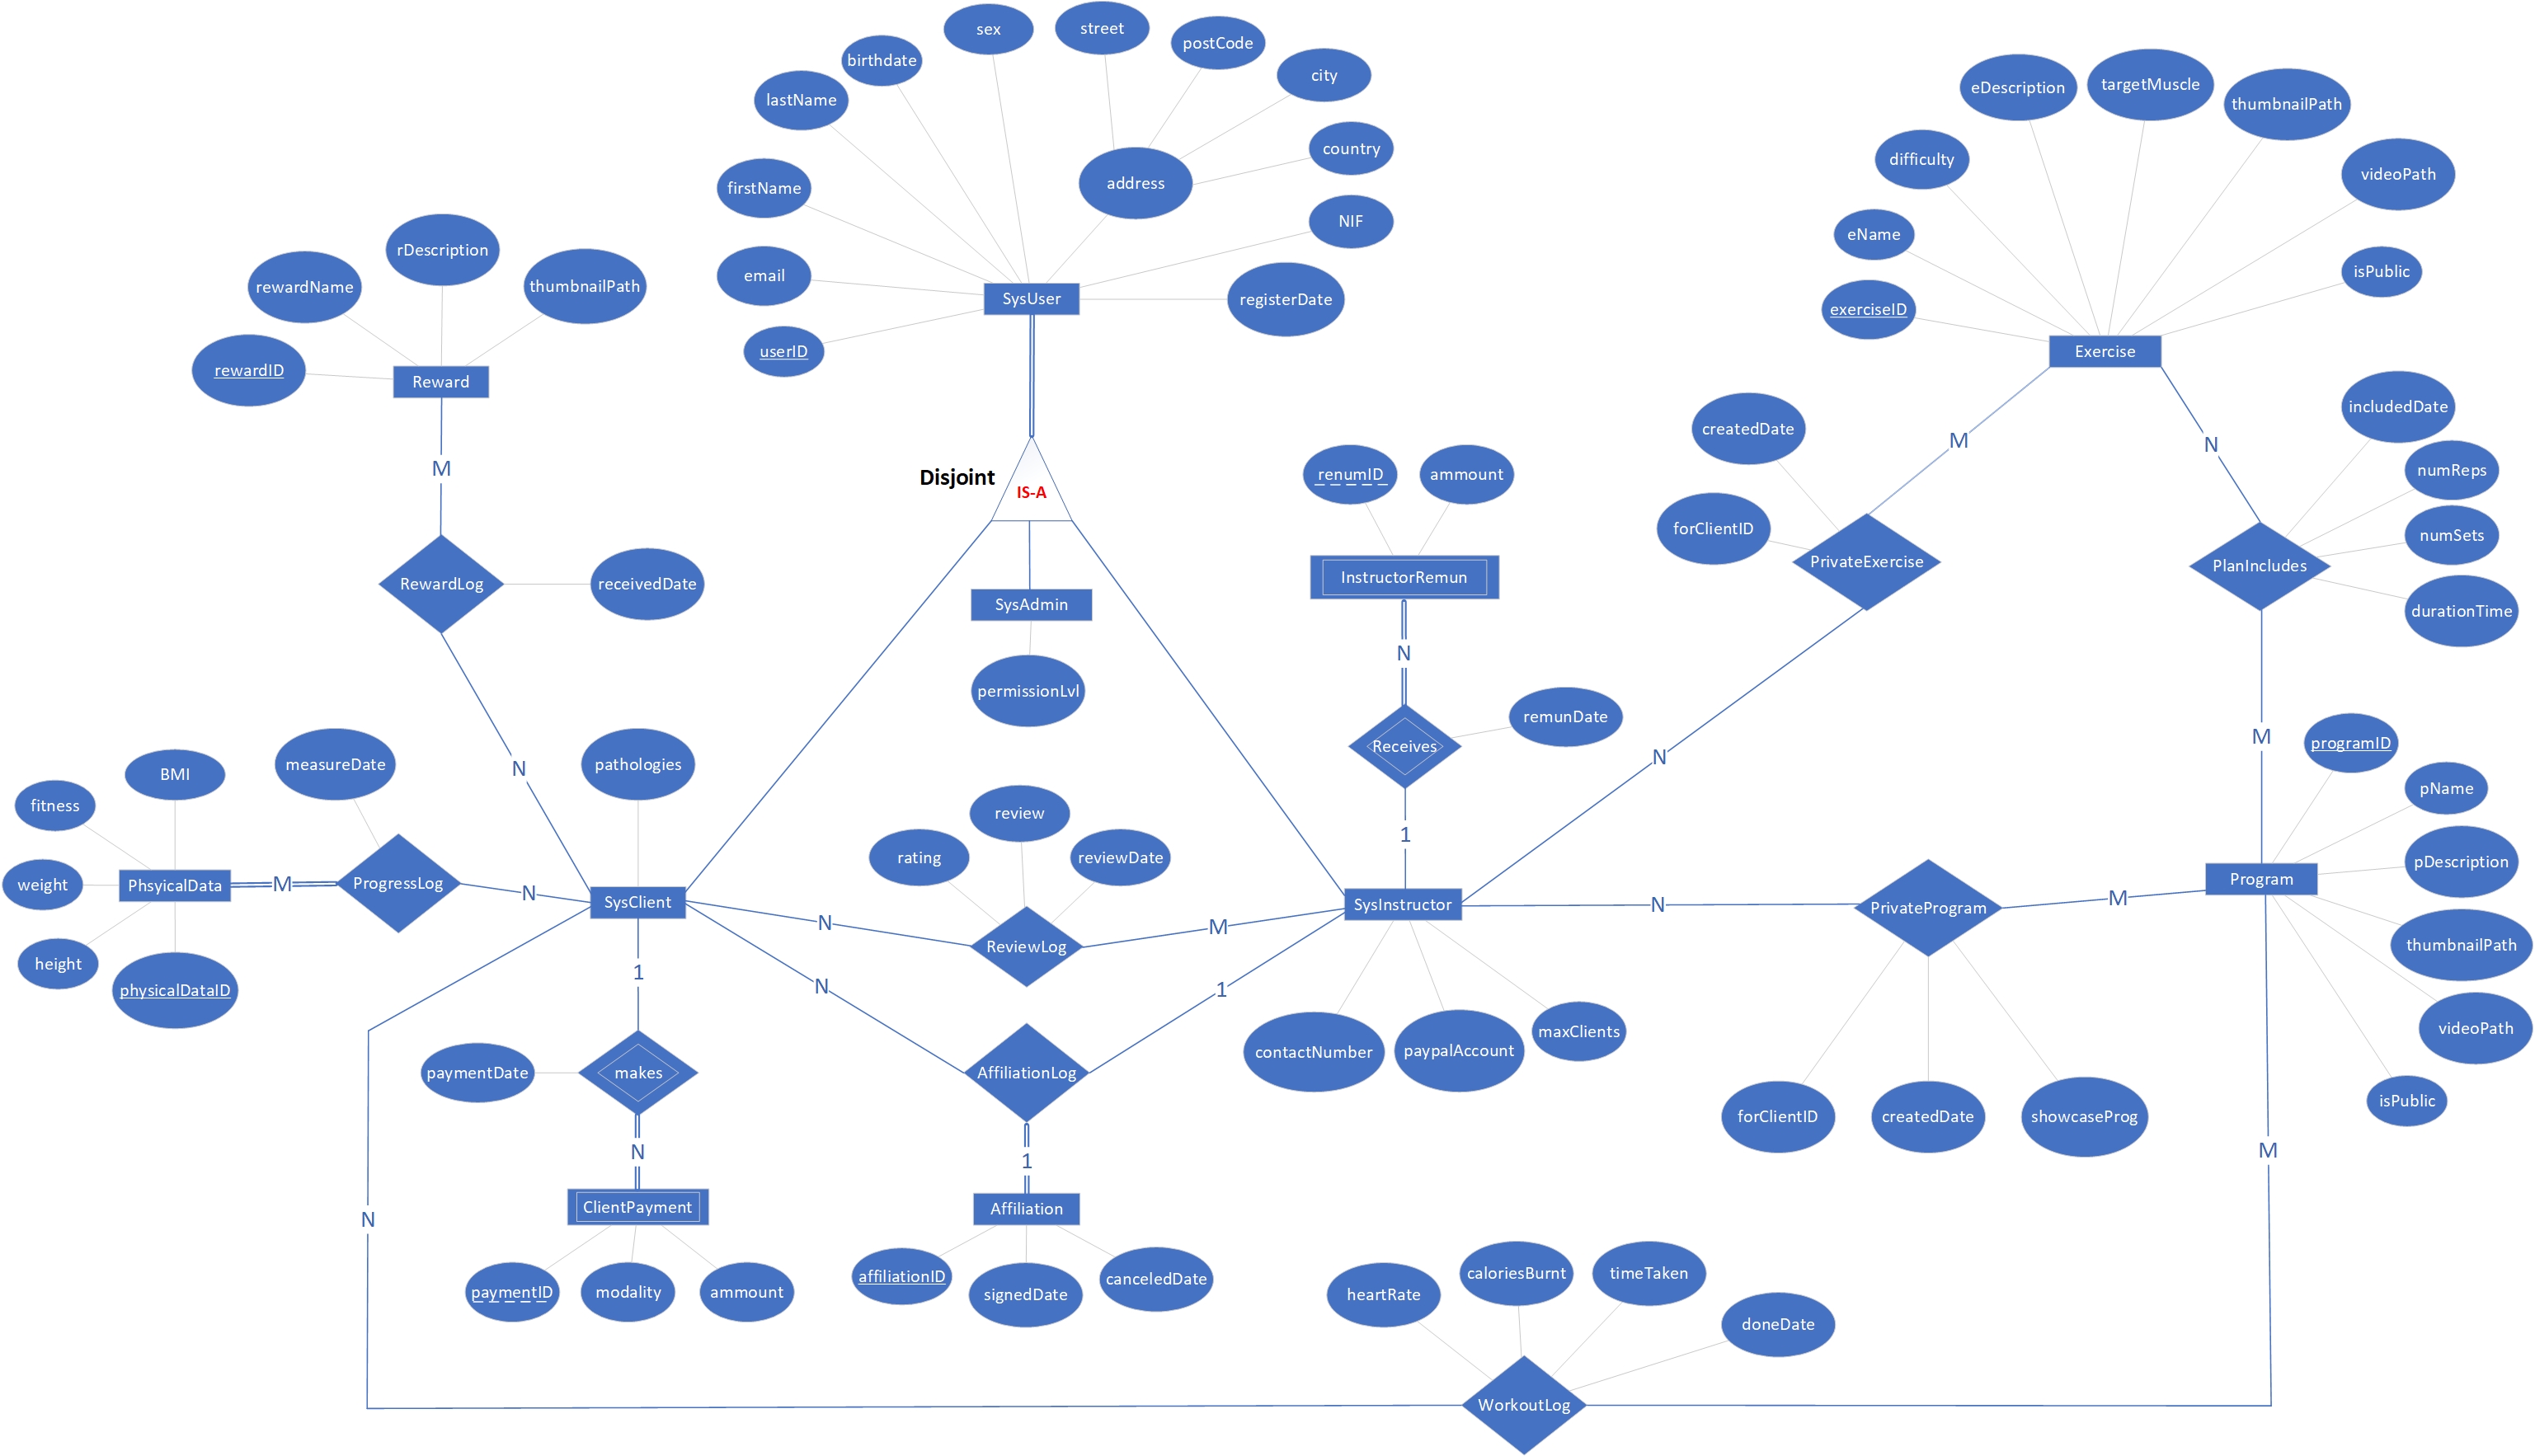 sex
street
postCode
birthdate
city
lastName
country
firstName
address
NIF
email
registerDate
SysUser
userID
eDescription
targetMuscle
thumbnailPath
difficulty
videoPath
eName
isPublic
exerciseID
Exercise
rDescription
rewardName
thumbnailPath
rewardID
Reward
M
RewardLog
receivedDate
N
Disjoint
IS-A
SysAdmin
permissionLvl
renumID
ammount
InstructorRemun
N
Receives
remunDate
1
createdDate
M
forClientID
PrivateExercise
N
includedDate
N
numReps
numSets
PlanIncludes
durationTime
M
programID
pName
pDescription
Program
thumbnailPath
videoPath
isPublic
M
BMI
measureDate
fitness
weight
PhsyicalData
M
ProgressLog
N
height
physicalDataID
pathologies
SysClient
rating
review
reviewDate
N
ReviewLog
M
SysInstructor
N
PrivateProgram
M
contactNumber
paypalAccount
maxClients
forClientID
createdDate
showcaseProg
1
N
1
paymentDate
makes
AffiliationLog
N
1
ClientPayment
Affiliation
paymentID
modality
ammount
affiliationID
signedDate
canceledDate
N
heartRate
caloriesBurnt
timeTaken
doneDate
WorkoutLog